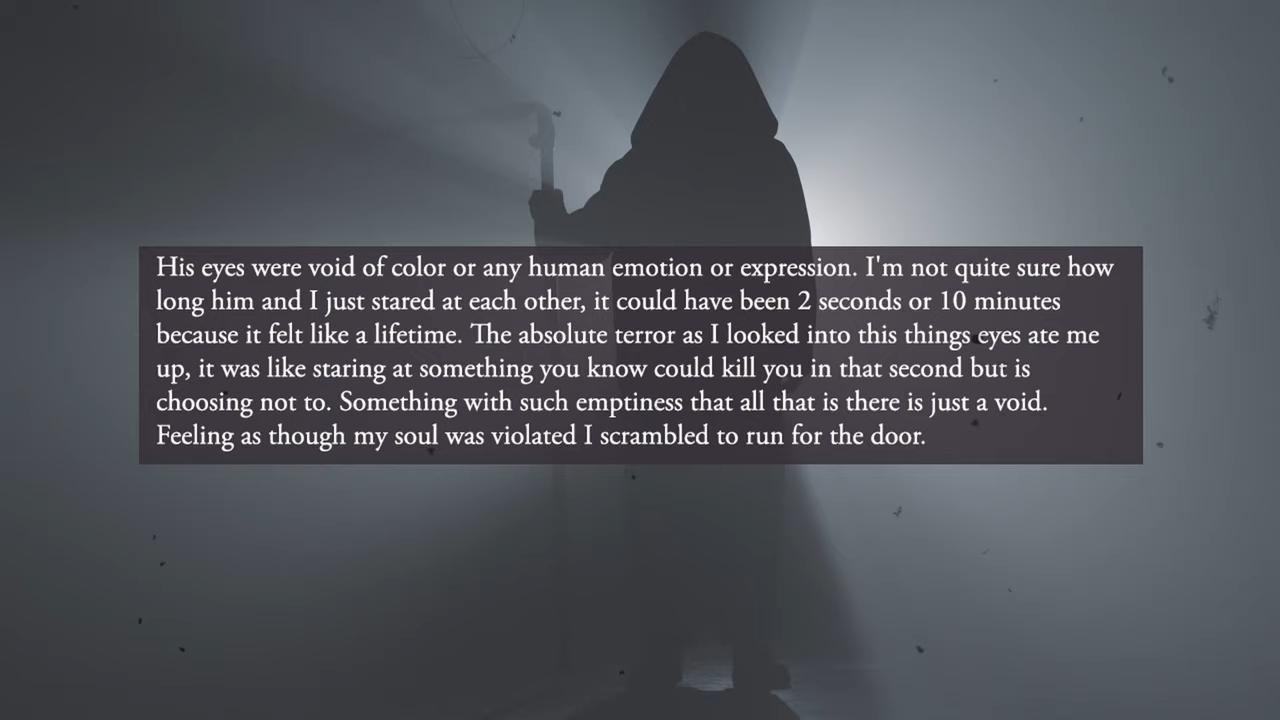 His eyes were void of color or any human emotion or expression. I'm not quite sure how
long him and I just stared at each other, it could have been 2 seconds or 10 minutes
because it felt like a lifetime. The absolute terror as I looked into this things eyes ate me
up, it was like staring at something you know could kill you in that second but is
choosing not to. Something with such emptiness that all that is there is just a void.
Feeling as though my soul was violated I scrambled to run for the door.